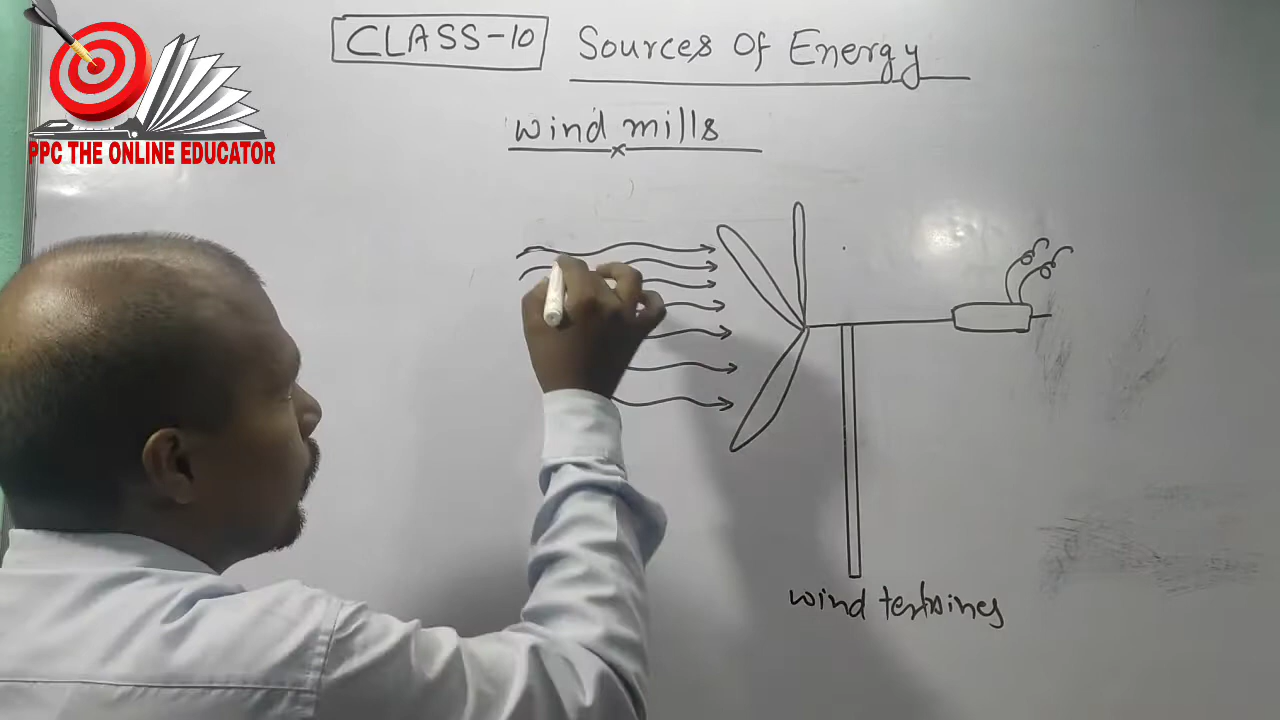 CLASS-10 Sources Of Energy
PPC THE ONLINE EDUCATOR
wind mills
wind terbines